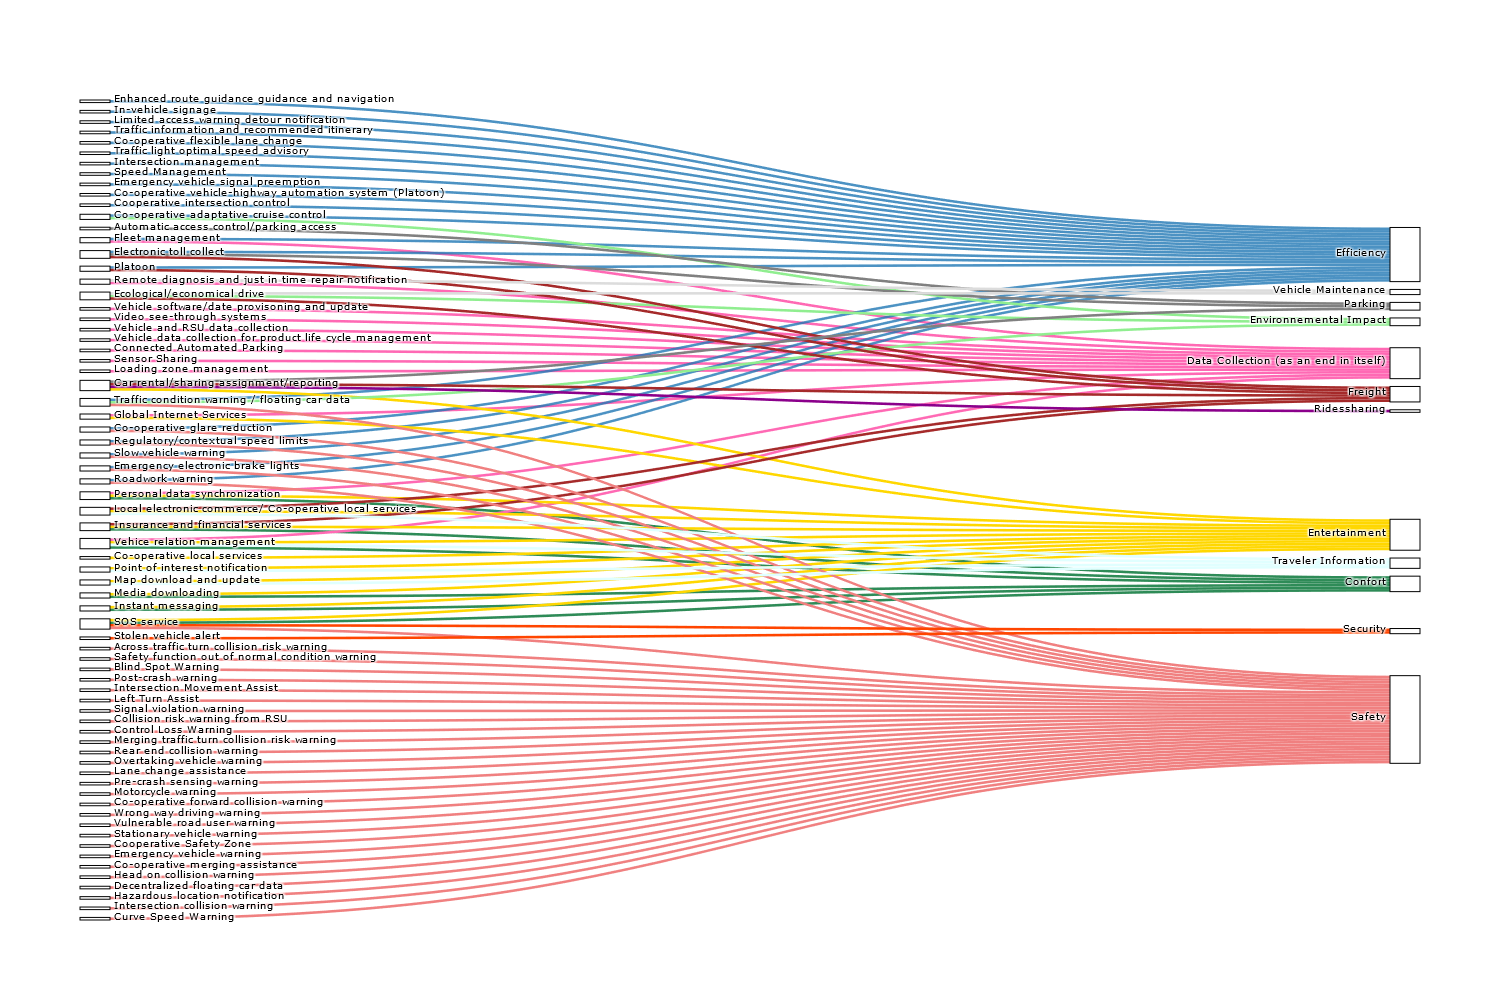 Enhanced route guidance guidance and navigation
In-vehicle signage
Limited access warning detour notification
Traffic information and recommended itinerary
Co-operative flexible lane change
Traffic light optimal speed advisory
Intersection management
Speed Management
Emergency vehicle signal preemption
Co-operative vehicle-highway automation system (Platoon)
Cooperative intersection control
Co-operative adaptative cruise control
Automatic access control/parking access
Fleet management
Electronic toll collect
Platoon
Remote diagnosis and just in time repair notification
Ecological/economical drive
Vehicle software/date provisoning and update
Video see-through systems
Vehicle and RSU data collection
Vehicle data collection for product life cycle management
Connected Automated Parking
Sensor Sharing
Loading zone management
Car rental/sharing assignment/reporting
Traffic condition warning / floating car data
Global Internet Services
Co-operative glare reduction
Regulatory/contextual speed limits
Slow vehicle warning
Emergency electronic brake lights
Roadwork warning
Personal data synchronization
Local electronic commerce/ Co-operative local services
Insurance and financial services
Vehice relation management
Co-operative local services
Point of interest notification
Map download and update
Media downloading
Instant messaging
SOS service
Stolen vehicle alert
Across traffic turn collision risk warning
Safety function out of normal condition warning
Blind Spot Warning
Post-crash warning
Intersection Movement Assist
Left Turn Assist
Signal violation warning
Collision risk warning from RSU
Control Loss Warning
Merging traffic turn collision risk warning
Rear end collision warning
Overtaking vehicle warning
Lane change assistance
Pre-crash sensing warning
Motorcycle warning
Co-operative forward collision warning
Wrong way driving warning
Vulnerable road user warning
Stationary vehicle warning
Cooperative Safety Zone
Emergency vehicle warning
Co-operative merging assistance
Head on collision warning
Decentralized floating car data
Hazardous location notification
Intersection collision warning
Curve Speed Warning
Efficiency
Vehicle Maintenance
Parking
Environnemental Impact
Data Collection (as an end in itself)
Freight
Ridessharing
Entertainment
Traveler Information
Confort
Security
Safety